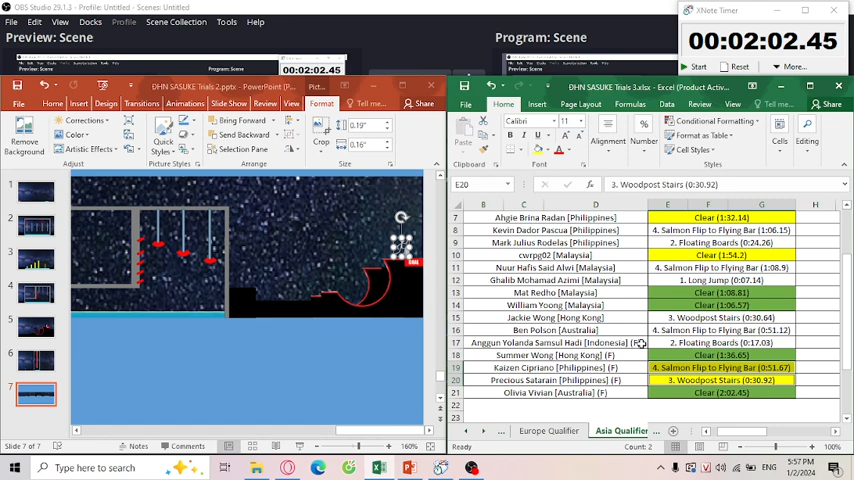 OBS Studio 29.1.3 - Profile: Untitled - Scenes: Untitled
File Edit View Docks Profile Scene Collection Tools Help
Preview: Scene
Program: Scene
XNote Timer
00:02:02.45
Start Reset More...
ĐHN SASUKE Trials 2.pptx - PowerPoint (P... Pict...
File Home Insert Design Transitions Animations Slide Show Review View Format Tell me... Share
Remove Background
Corrections
Color
Artistic Effects
Adjust
Quick Styles
Picture Styles
Bring Forward
Send Backward
Selection Pane
Arrange
Crop
0.19"
0.16"
Size
1
2
3
4
5
6
7
GOAL
Slide 7 of 7
Notes
Comments
160%
ĐHN SASUKE Trials 3.xlsx - Excel (Product Activ...
File Home Insert Page Layout Formulas Data Review View Tell me... Share
Paste
Clipboard
Calibri 11
B I U
Font
Alignment
Number
Conditional Formatting
Format as Table
Cell Styles
Styles
Cells
Editing
E20
3. Woodpost Stairs (0:30.92)
B C D E F G H
7 Ahgie Brina Radan [Philippines] Clear (1:32.14)
8 Kevin Dador Pascua [Philippines] 4. Salmon Flip to Flying Bar (1:06.15)
9 Mark Julius Rodelas [Philippines] 2. Floating Boards (0:24.26)
10 cwrpg02 [Malaysia] Clear (1:54.2)
11 Nuur Hafis Said Alwi [Malaysia] 4. Salmon Flip to Flying Bar (1:08.9)
12 Ghalib Mohamad Azimi [Malaysia] 1. Long Jump (0:07.14)
13 Mat Redho [Malaysia] Clear (1:08.81)
14 William Yoong [Malaysia] Clear (1:06.57)
15 Jackie Wong [Hong Kong] 3. Woodpost Stairs (0:30.64)
16 Ben Polson [Australia] 4. Salmon Flip to Flying Bar (0:51.12)
17 Anggun Yolanda Samsul Hadi [Indonesia] (F) 2. Floating Boards (0:17.03)
18 Summer Wong [Hong Kong] (F) Clear (1:36.65)
19 Kaizen Cipriano [Philippines] (F) 4. Salmon Flip to Flying Bar (0:51.67)
20 Precious Satarain [Philippines] (F) 3. Woodpost Stairs (0:30.92)
21 Olivia Vivian [Australia] (F) Clear (2:02.45)
22
23
... Europe Qualifier Asia Qualifier ...
Ready
Count: 2
100%
Type here to search
ENG
5:57 PM
1/2/2024